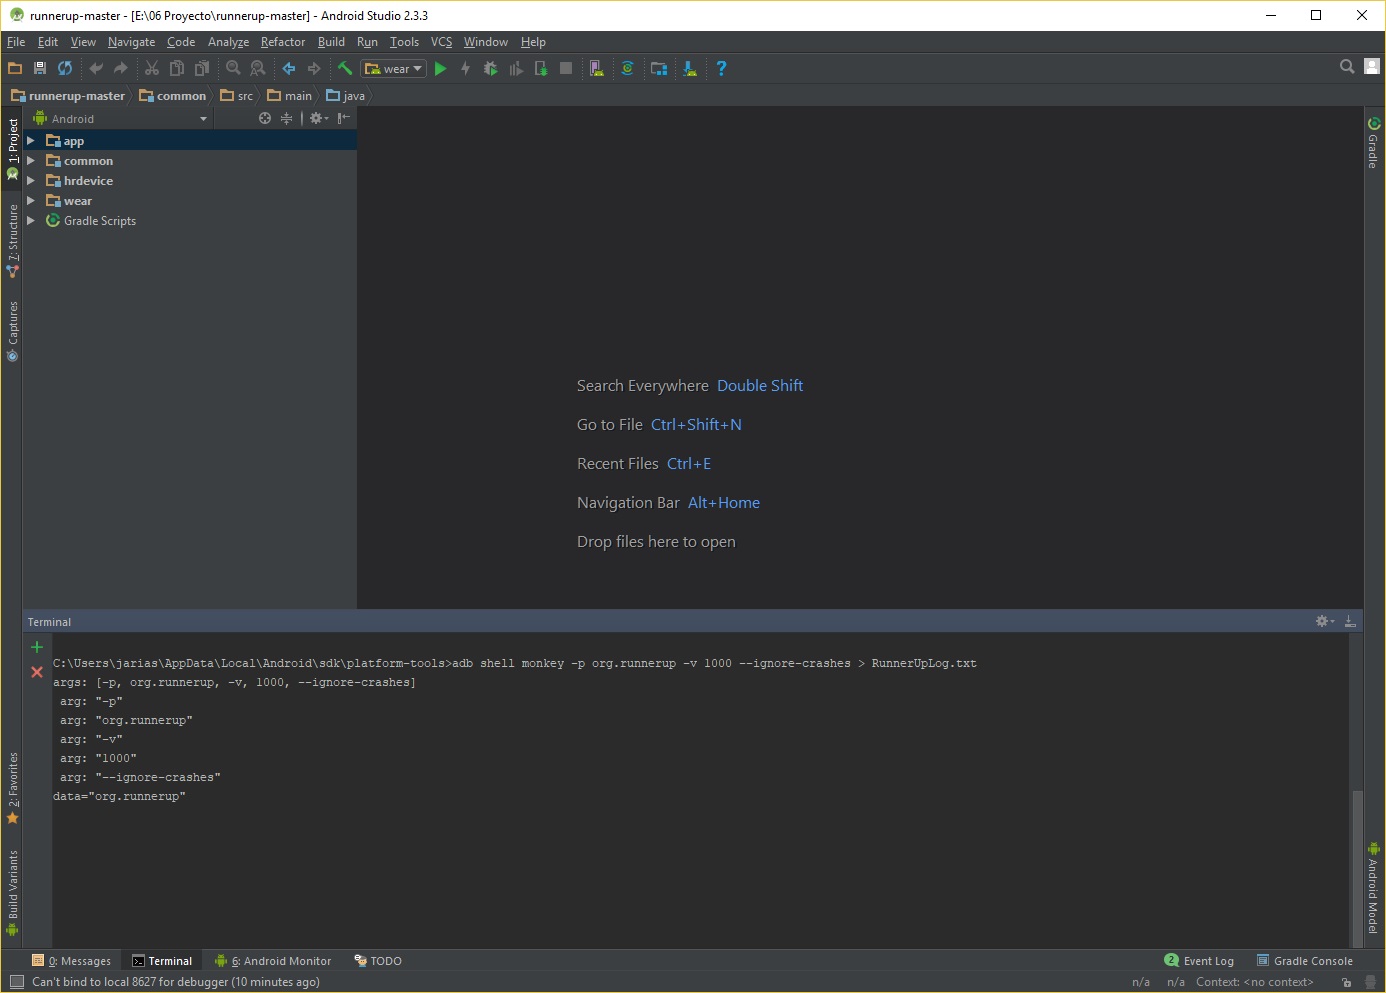 runnerup-master - [E:\06 Proyecto\runnerup-master] - Android Studio 2.3.3
File Edit View Navigate Code Analyze Refactor Build Run Tools VCS Window Help
wear
runnerup-master common src main java
Android
1: Project
app
common
hrdevice
wear
Gradle Scripts
7: Structure
Captures
Gradle
Search Everywhere Double Shift
Go to File Ctrl+Shift+N
Recent Files Ctrl+E
Navigation Bar Alt+Home
Drop files here to open
Terminal
C:\Users\jarias\AppData\Local\Android\sdk\platform-tools>adb shell monkey -p org.runnerup -v 1000 --ignore-crashes > RunnerUpLog.txt
args: [-p, org.runnerup, -v, 1000, --ignore-crashes]
arg: "-p"
arg: "org.runnerup"
arg: "-v"
arg: "1000"
arg: "--ignore-crashes"
data="org.runnerup"
2: Favorites
Build Variants
Android Model
0: Messages Terminal 6: Android Monitor TODO 2 Event Log Gradle Console
Can't bind to local 8627 for debugger (10 minutes ago) n/a n/a Context: <no context>